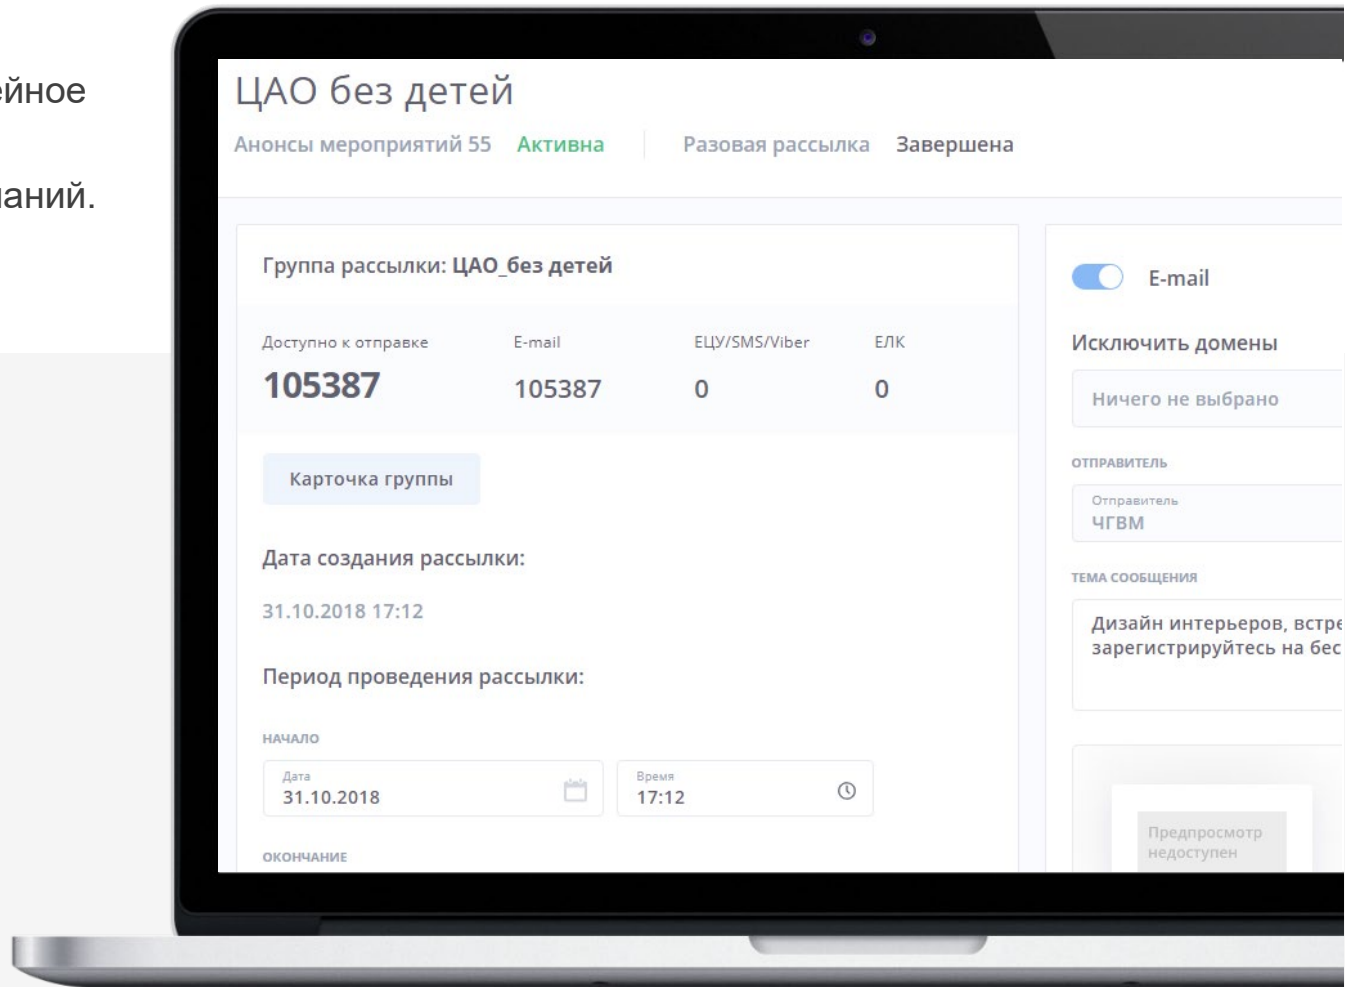 ЦАО без детей
Анонсы мероприятий 55 Активна Разовая рассылка Завершена
Группа рассылки: ЦАО_без детей
Доступно к отправке E-mail ЕЦУ/SMS/Viber ЕЛК
105387 105387 0 0
Карточка группы
Дата создания рассылки:
31.10.2018 17:12
Период проведения рассылки:
НАЧАЛО
Дата Время
31.10.2018 17:12
ОКОНЧАНИЕ
E-mail
Исключить домены
Ничего не выбрано
ОТПРАВИТЕЛЬ
Отправитель
ЧГВМ
ТЕМА СООБЩЕНИЯ
Дизайн интерьеров,
зарегистрируйтесь на
Предпросмотр
недоступен